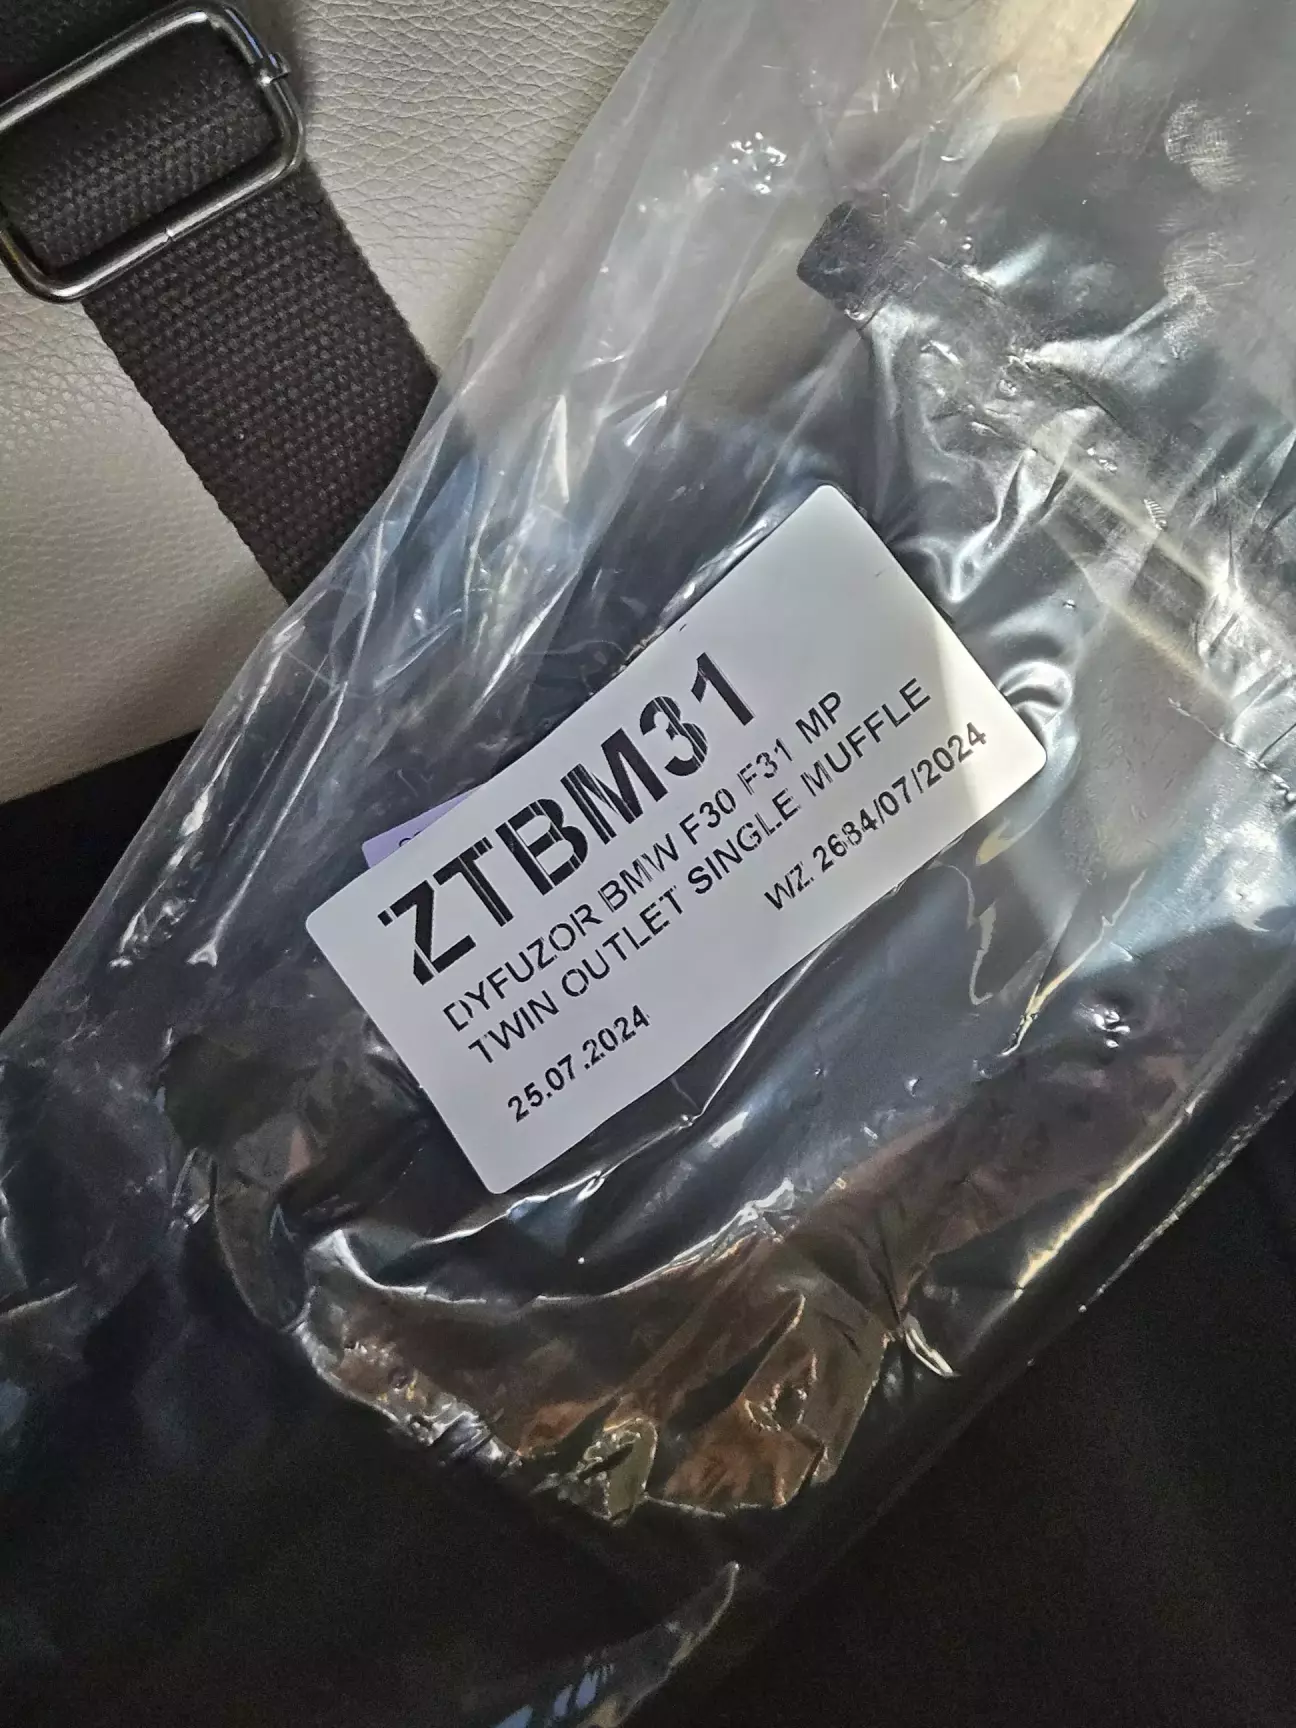 ZTBM31
DYFUZOR BMW F30 F31 MP
TWIN OUTLET SINGLE MUFFLE
WZ. 2684/07/2024
25.07.2024